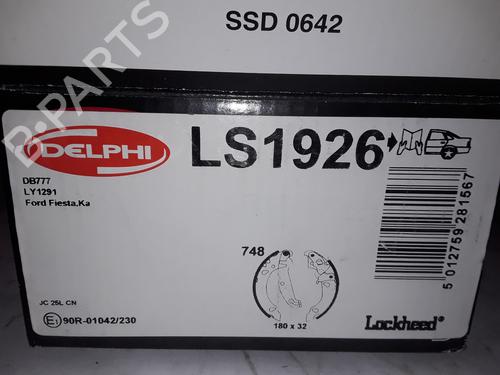 SSD 0642
B-PARTS
DELPHI
LS1926
DB777
LY1291
Ford Fiesta,Ka
748
5 012759 281567
JC 25L CN
E1 90R-01042/230
180 x 32
Lockheed